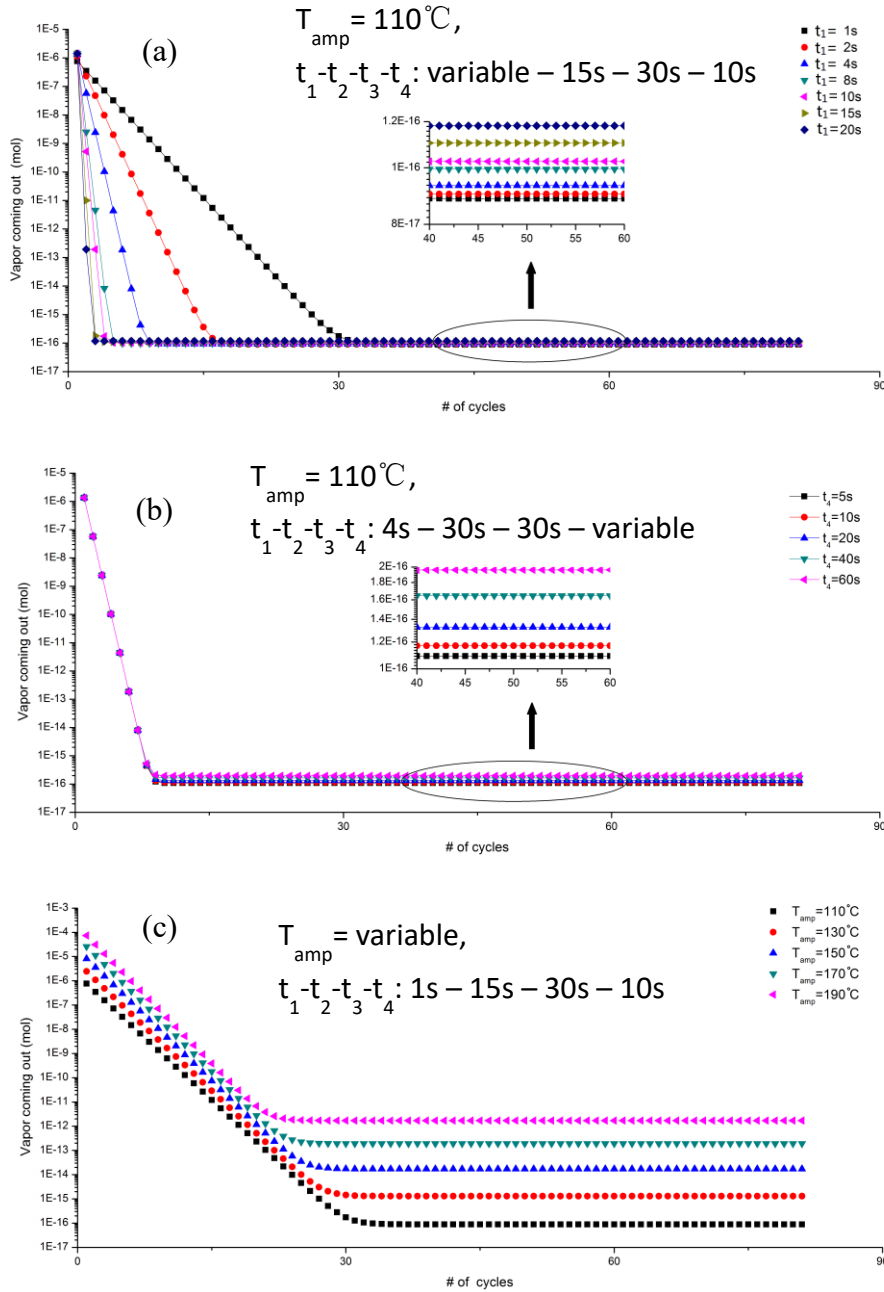 (a)
T_amp = 110℃,
t_1-t_2-t_3-t_4: variable – 15s – 30s – 10s
t_1= 1s
t_1= 2s
t_1= 4s
t_1= 8s
t_1= 10s
t_1= 15s
t_1= 20s
Vapor coming out (mol)
1E-5
1E-6
1E-7
1E-8
1E-9
1E-10
1E-11
1E-12
1E-13
1E-14
1E-15
1E-16
1E-17
1.2E-16
1E-16
8E-17
40 45 50 55 60
0 30 60 90
# of cycles
(b)
T_amp = 110℃,
t_1-t_2-t_3-t_4: 4s – 30s – 30s – variable
t_4=5s
t_4=10s
t_4=20s
t_4=40s
t_4=60s
Vapor coming out (mol)
1E-5
1E-6
1E-7
1E-8
1E-9
1E-10
1E-11
1E-12
1E-13
1E-14
1E-15
1E-16
1E-17
2E-16
1.8E-16
1.6E-16
1.4E-16
1.2E-16
1E-16
40 45 50 55 60
0 30 60 90
# of cycles
(c)
T_amp = variable,
t_1-t_2-t_3-t_4: 1s – 15s – 30s – 10s
T_amp=110°C
T_amp=130°C
T_amp=150°C
T_amp=170°C
T_amp=190°C
Vapor coming out (mol)
1E-3
1E-4
1E-5
1E-6
1E-7
1E-8
1E-9
1E-10
1E-11
1E-12
1E-13
1E-14
1E-15
1E-16
1E-17
0 30 60 90
# of cycles